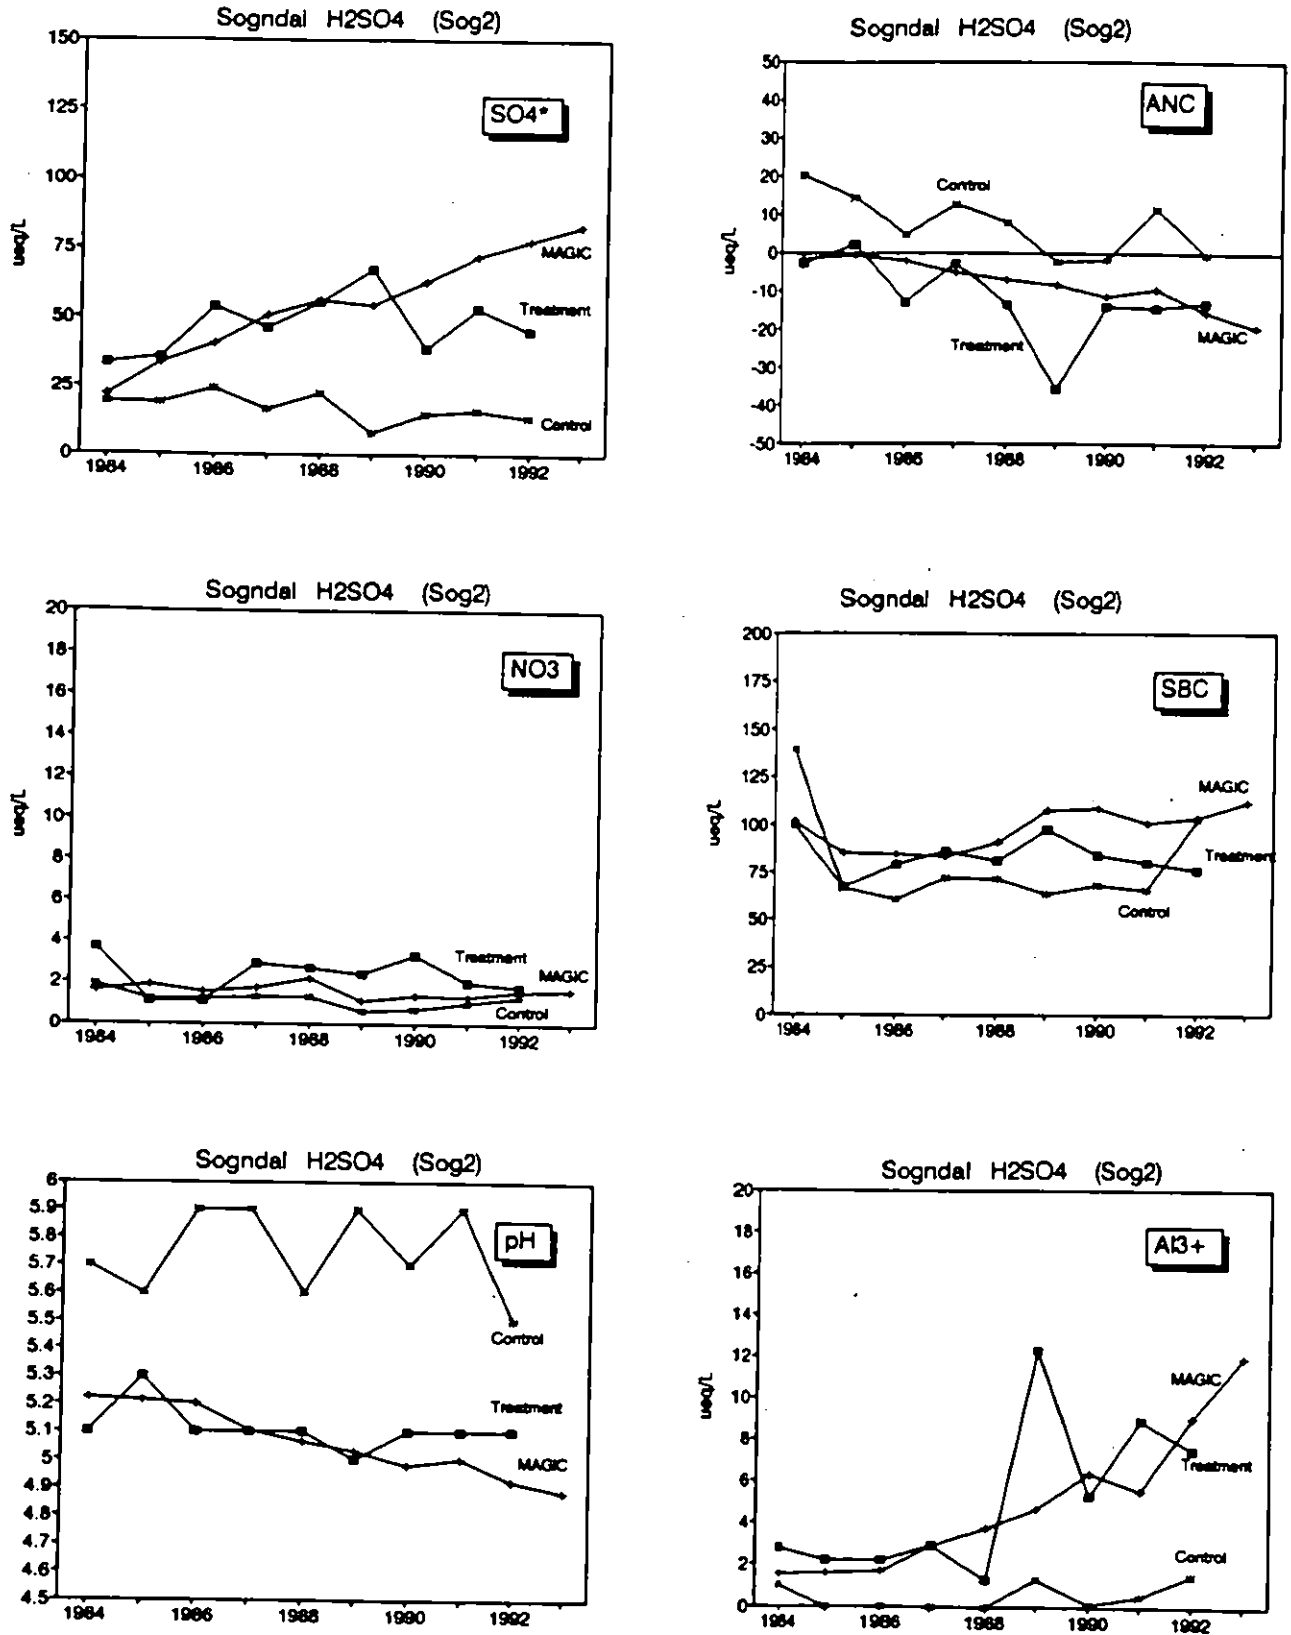 Sogndal H2SO4 (Sog2)
150
125
100
75
50
25
0
ueq/L
SO4*
MAGIC
Treatment
Control
1984 1986 1988 1990 1992
Sogndal H2SO4 (Sog2)
50
40
30
20
10
0
-10
-20
-30
-40
-50
ueq/L
ANC
Control
Treatment
MAGIC
1984 1986 1988 1990 1992
Sogndal H2SO4 (Sog2)
20
18
16
14
12
10
8
6
4
2
0
ueq/L
NO3
Treatment
MAGIC
Control
1984 1986 1988 1990 1992
Sogndal H2SO4 (Sog2)
200
175
150
125
100
75
50
25
0
ueq/L
SBC
MAGIC
Treatment
Control
1984 1986 1988 1990 1992
Sogndal H2SO4 (Sog2)
6
5.9
5.8
5.7
5.6
5.5
5.4
5.3
5.2
5.1
5
4.9
4.8
4.7
4.6
4.5
pH
Control
Treatment
MAGIC
1984 1986 1988 1990 1992
Sogndal H2SO4 (Sog2)
20
18
16
14
12
10
8
6
4
2
0
ueq/L
Al3+
MAGIC
Treatment
Control
1984 1986 1988 1990 1992